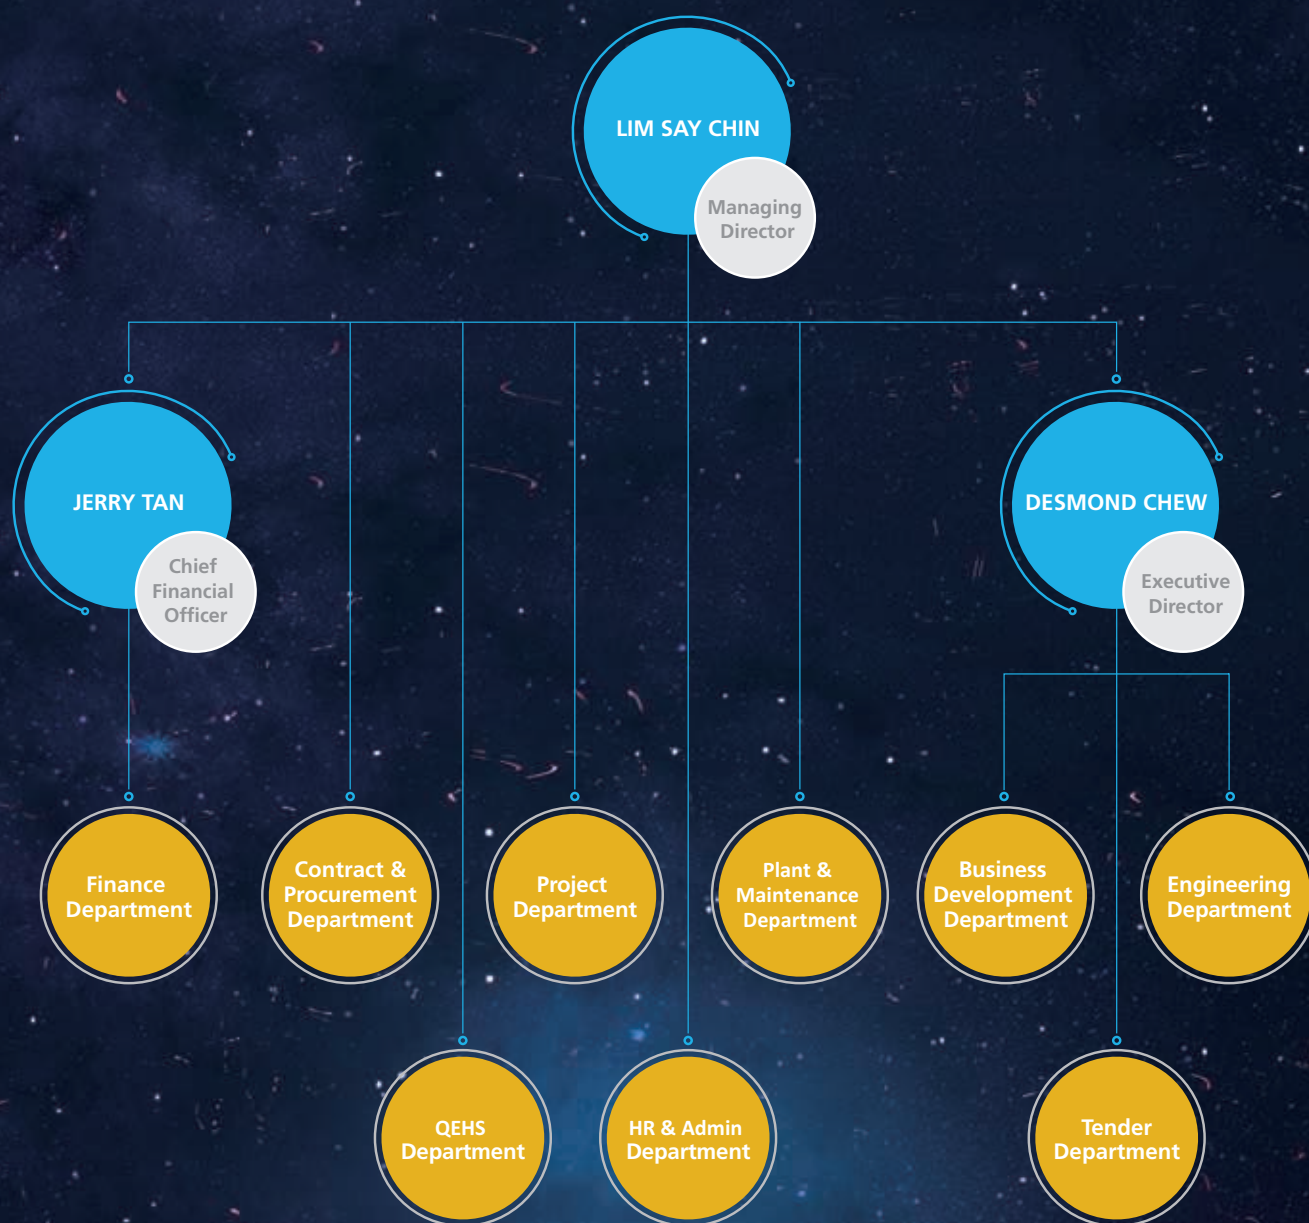 LIM SAY CHIN
Managing
Director
JERRY TAN
Chief
Financial
Officer
DESMOND CHEW
Executive
Director
Finance
Department
Contract &
Procurement
Department
Project
Department
Plant &
Maintenance
Department
Business
Development
Department
Engineering
Department
QEHS
Department
HR & Admin
Department
Tender
Department